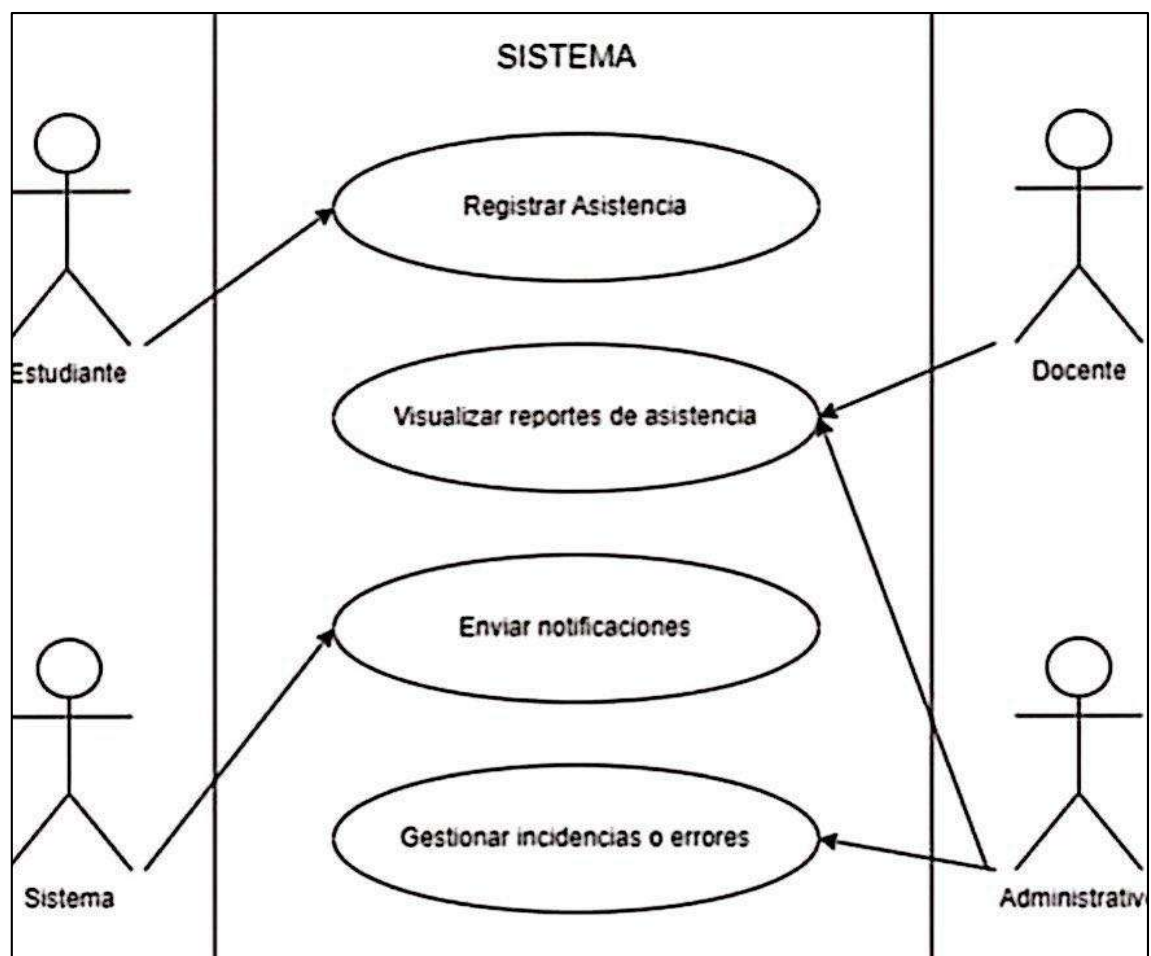 SISTEMA
Registrar Asistencia
Estudiante
Docente
Visualizar reportes de asistencia
Enviar notificaciones
Gestionar incidencias o errores
Sistema
Administrativ